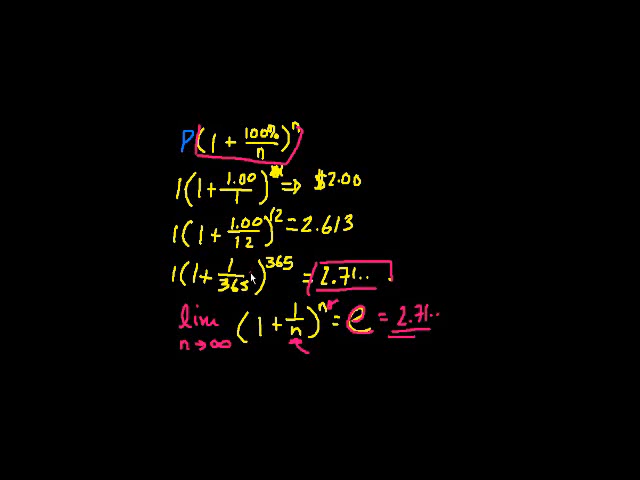 P(1 + 100%/n)^n
1(1 + 1.00/1) ⇒ $2.00
1(1 + 1.00/12)^12 = 2.613
1(1 + 1/365)^365 = 2.71..
lim n→∞ (1 + 1/n)^n = e = 2.71..